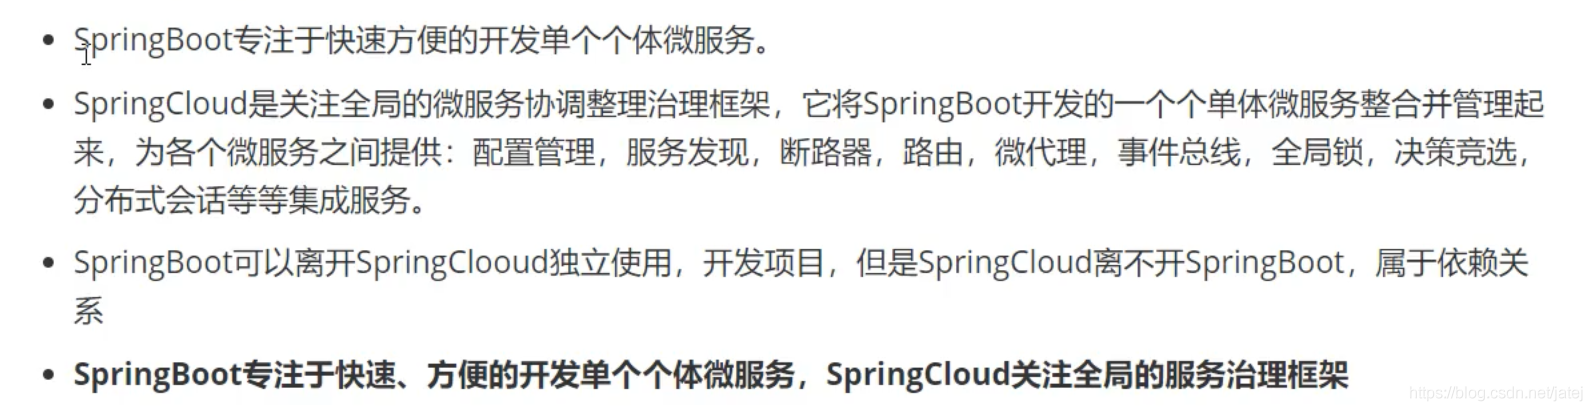 SpringBoot专注于快速方便的开发单个个体微服务。
SpringCloud是关注全局的微服务协调整理治理框架，它将SpringBoot开发的一个个单体微服务整合并管理起
来，为各个微服务之间提供：配置管理，服务发现，断路器，路由，微代理，事件总线，全局锁，决策竞选，
分布式会话等等集成服务。
SpringBoot可以离开SpringClooud独立使用，开发项目，但是SpringCloud离不开SpringBoot，属于依赖关
系
SpringBoot专注于快速、方便的开发单个个体微服务，SpringCloud关注全局的服务治理框架
https://blog.csdn.net/jatej